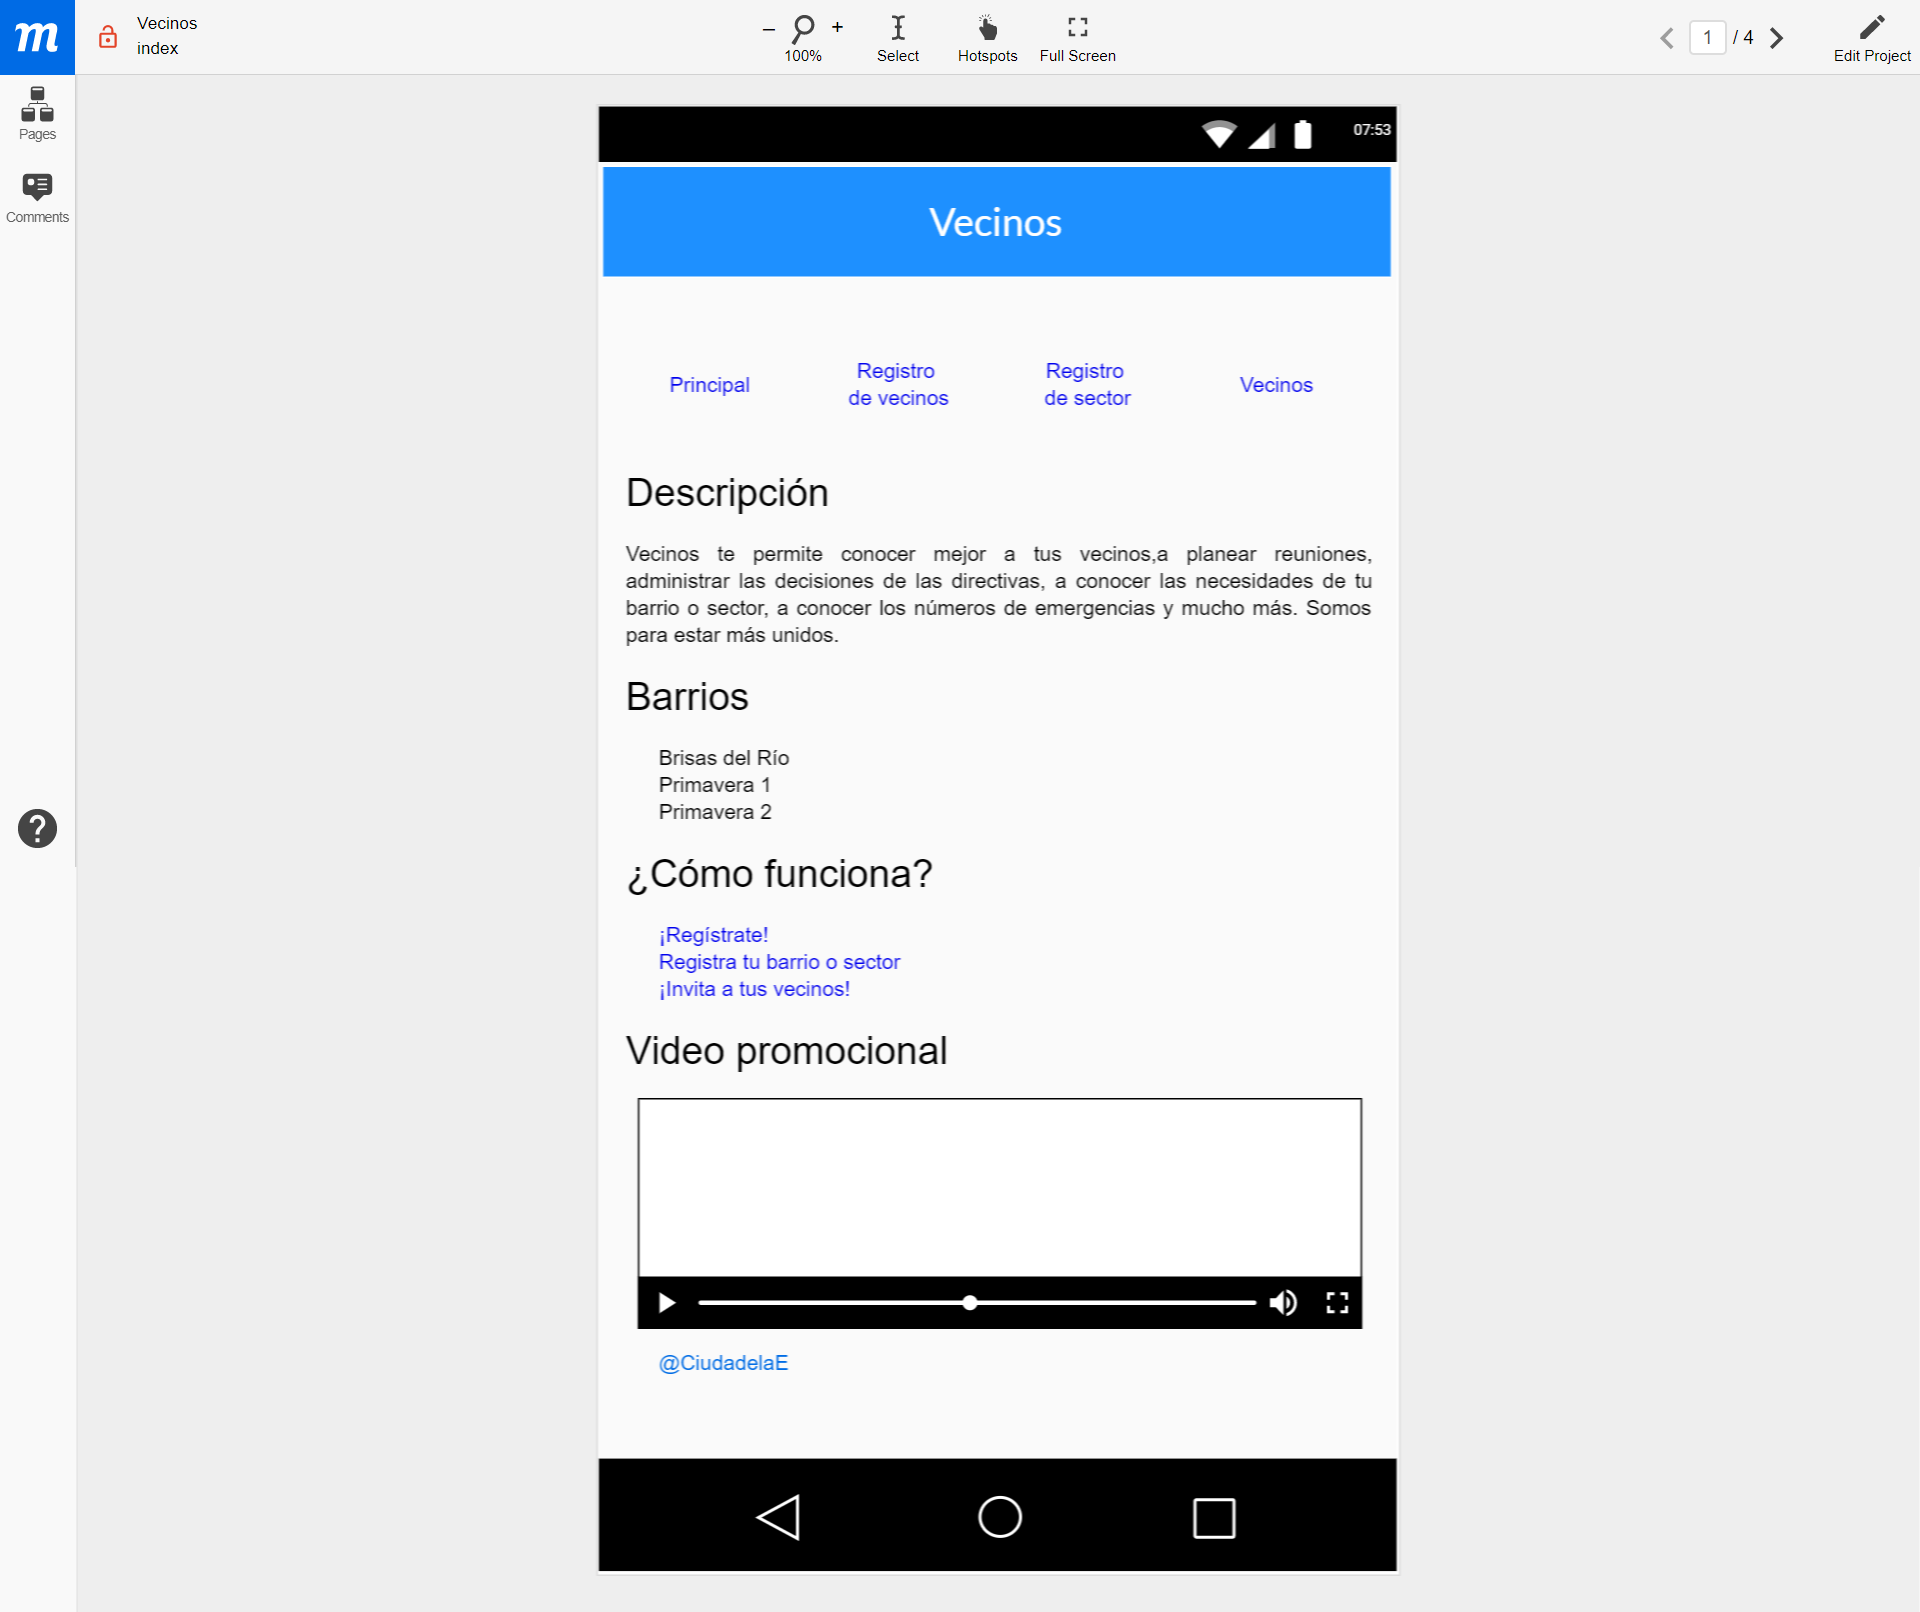 m
Vecinos
index
– 100% +
Select
Hotspots
Full Screen
1 / 4
Edit Project
Pages
Comments
?
07:53
Vecinos
Principal
Registro
de vecinos
Registro
de sector
Vecinos
Descripción
Vecinos te permite conocer mejor a tus vecinos,a planear reuniones,
administrar las decisiones de las directivas, a conocer las necesidades de tu
barrio o sector, a conocer los números de emergencias y mucho más. Somos
para estar más unidos.
Barrios
Brisas del Río
Primavera 1
Primavera 2
¿Cómo funciona?
¡Regístrate!
Registra tu barrio o sector
¡Invita a tus vecinos!
Video promocional
@CiudadelaE